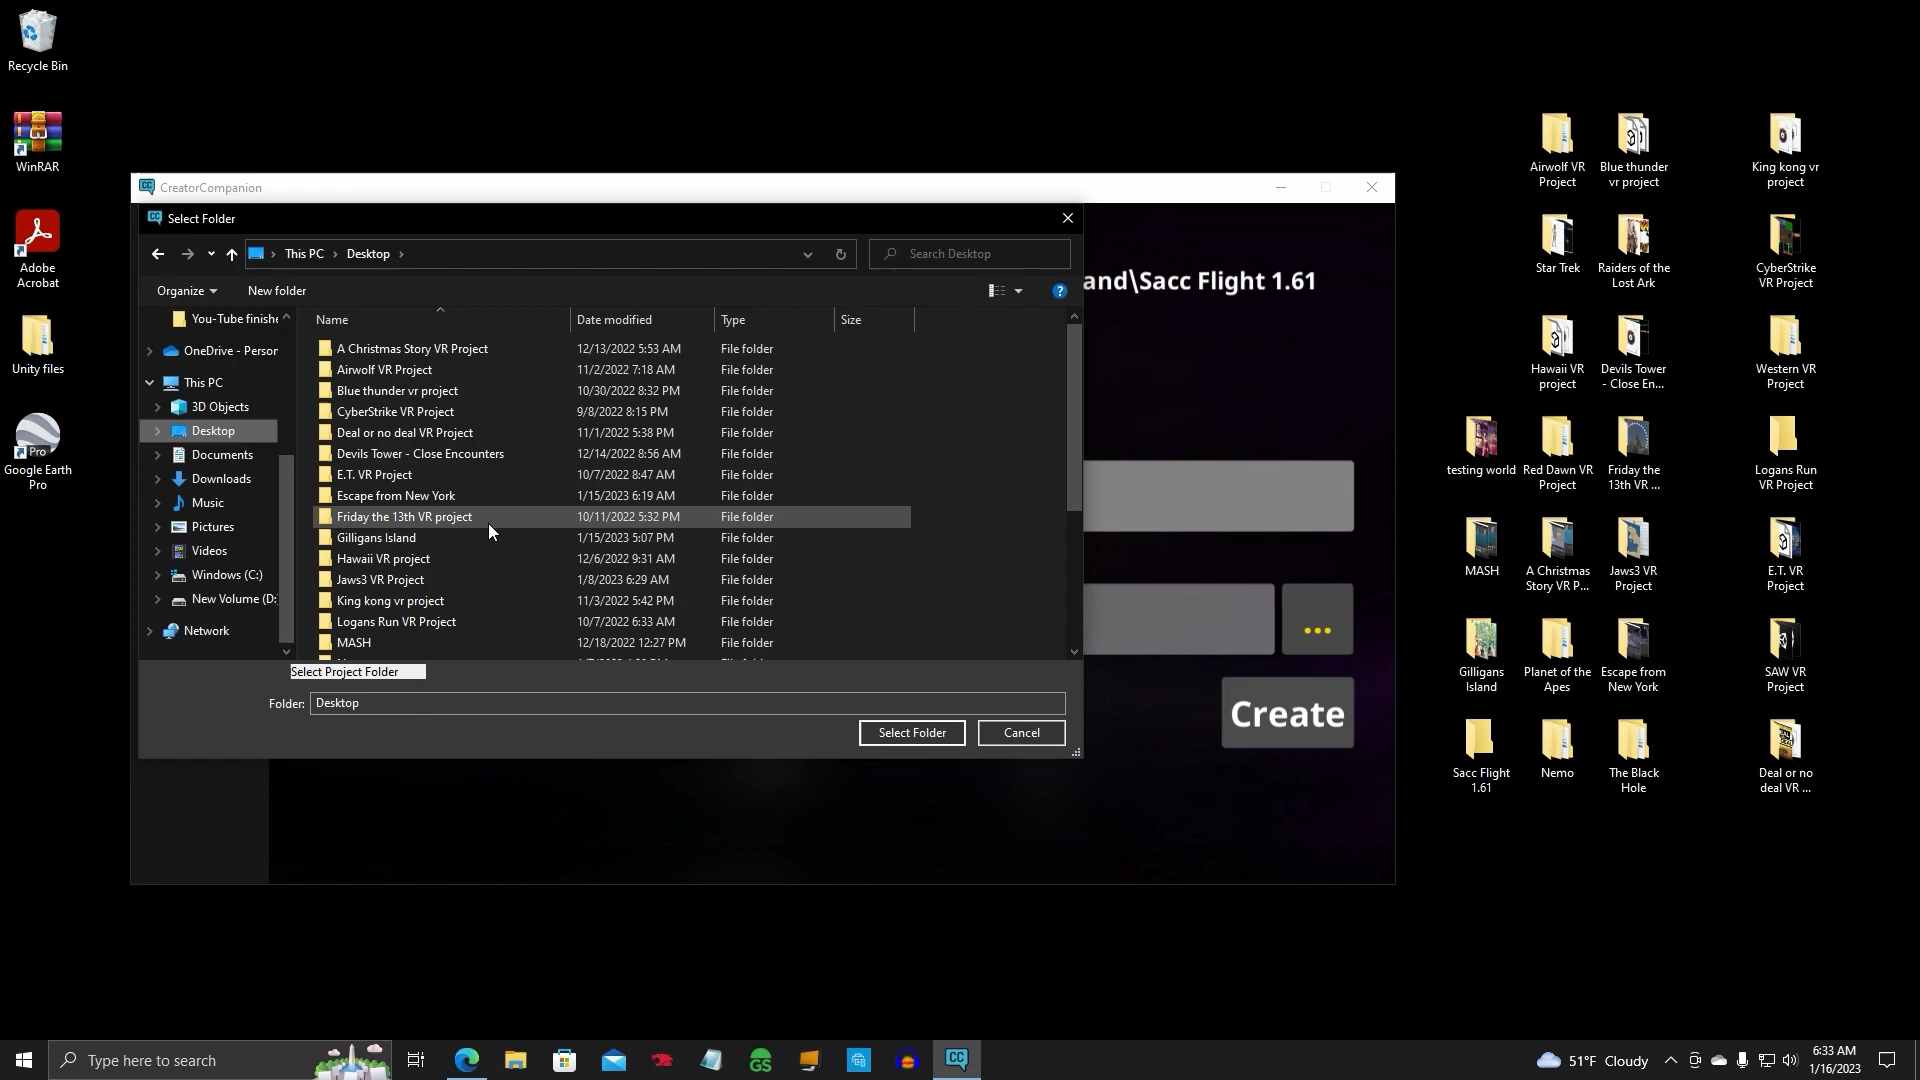 Recycle Bin
WinRAR
Adobe
Acrobat
Unity files
Google Earth
Pro
CreatorCompanion
Select Folder
This PC
Desktop
Search Desktop
Organize
New folder
and\Sacc Flight 1.61
You-Tube finishe
OneDrive - Person
This PC
3D Objects
Desktop
Documents
Downloads
Music
Pictures
Videos
Windows (C:)
New Volume (D:
Network
Name Date modified Type Size
A Christmas Story VR Project 12/13/2022 5:53 AM File folder
Airwolf VR Project 11/2/2022 7:18 AM File folder
Blue thunder vr project 10/30/2022 8:32 PM File folder
CyberStrike VR Project 9/8/2022 8:15 PM File folder
Deal or no deal VR Project 11/1/2022 5:38 PM File folder
Devils Tower - Close Encounters 12/14/2022 8:56 AM File folder
E.T. VR Project 10/7/2022 8:47 AM File folder
Escape from New York 1/15/2023 6:19 AM File folder
Friday the 13th VR project 10/11/2022 5:32 PM File folder
Gilligans Island 1/15/2023 5:07 PM File folder
Hawaii VR project 12/6/2022 9:31 AM File folder
Jaws3 VR Project 1/8/2023 6:29 AM File folder
King kong vr project 11/3/2022 5:42 PM File folder
Logans Run VR Project 10/7/2022 6:33 AM File folder
MASH 12/18/2022 12:27 PM File folder
Select Project Folder
Folder: Desktop
Select Folder
Cancel
...
Create
Airwolf VR
Project
Blue thunder
vr project
King kong vr
project
Star Trek
Raiders of the
Lost Ark
CyberStrike
VR Project
Hawaii VR
project
Devils Tower
- Close En...
Western VR
Project
testing world
Red Dawn VR
Project
Friday the
13th VR ...
Logans Run
VR Project
MASH
A Christmas
Story VR P...
Jaws3 VR
Project
E.T. VR
Project
Gilligans
Island
Planet of the
Apes
Escape from
New York
SAW VR
Project
Sacc Flight
1.61
Nemo
The Black
Hole
Deal or no
deal VR ...
Type here to search
GS
CC
51°F Cloudy
6:33 AM
1/16/2023